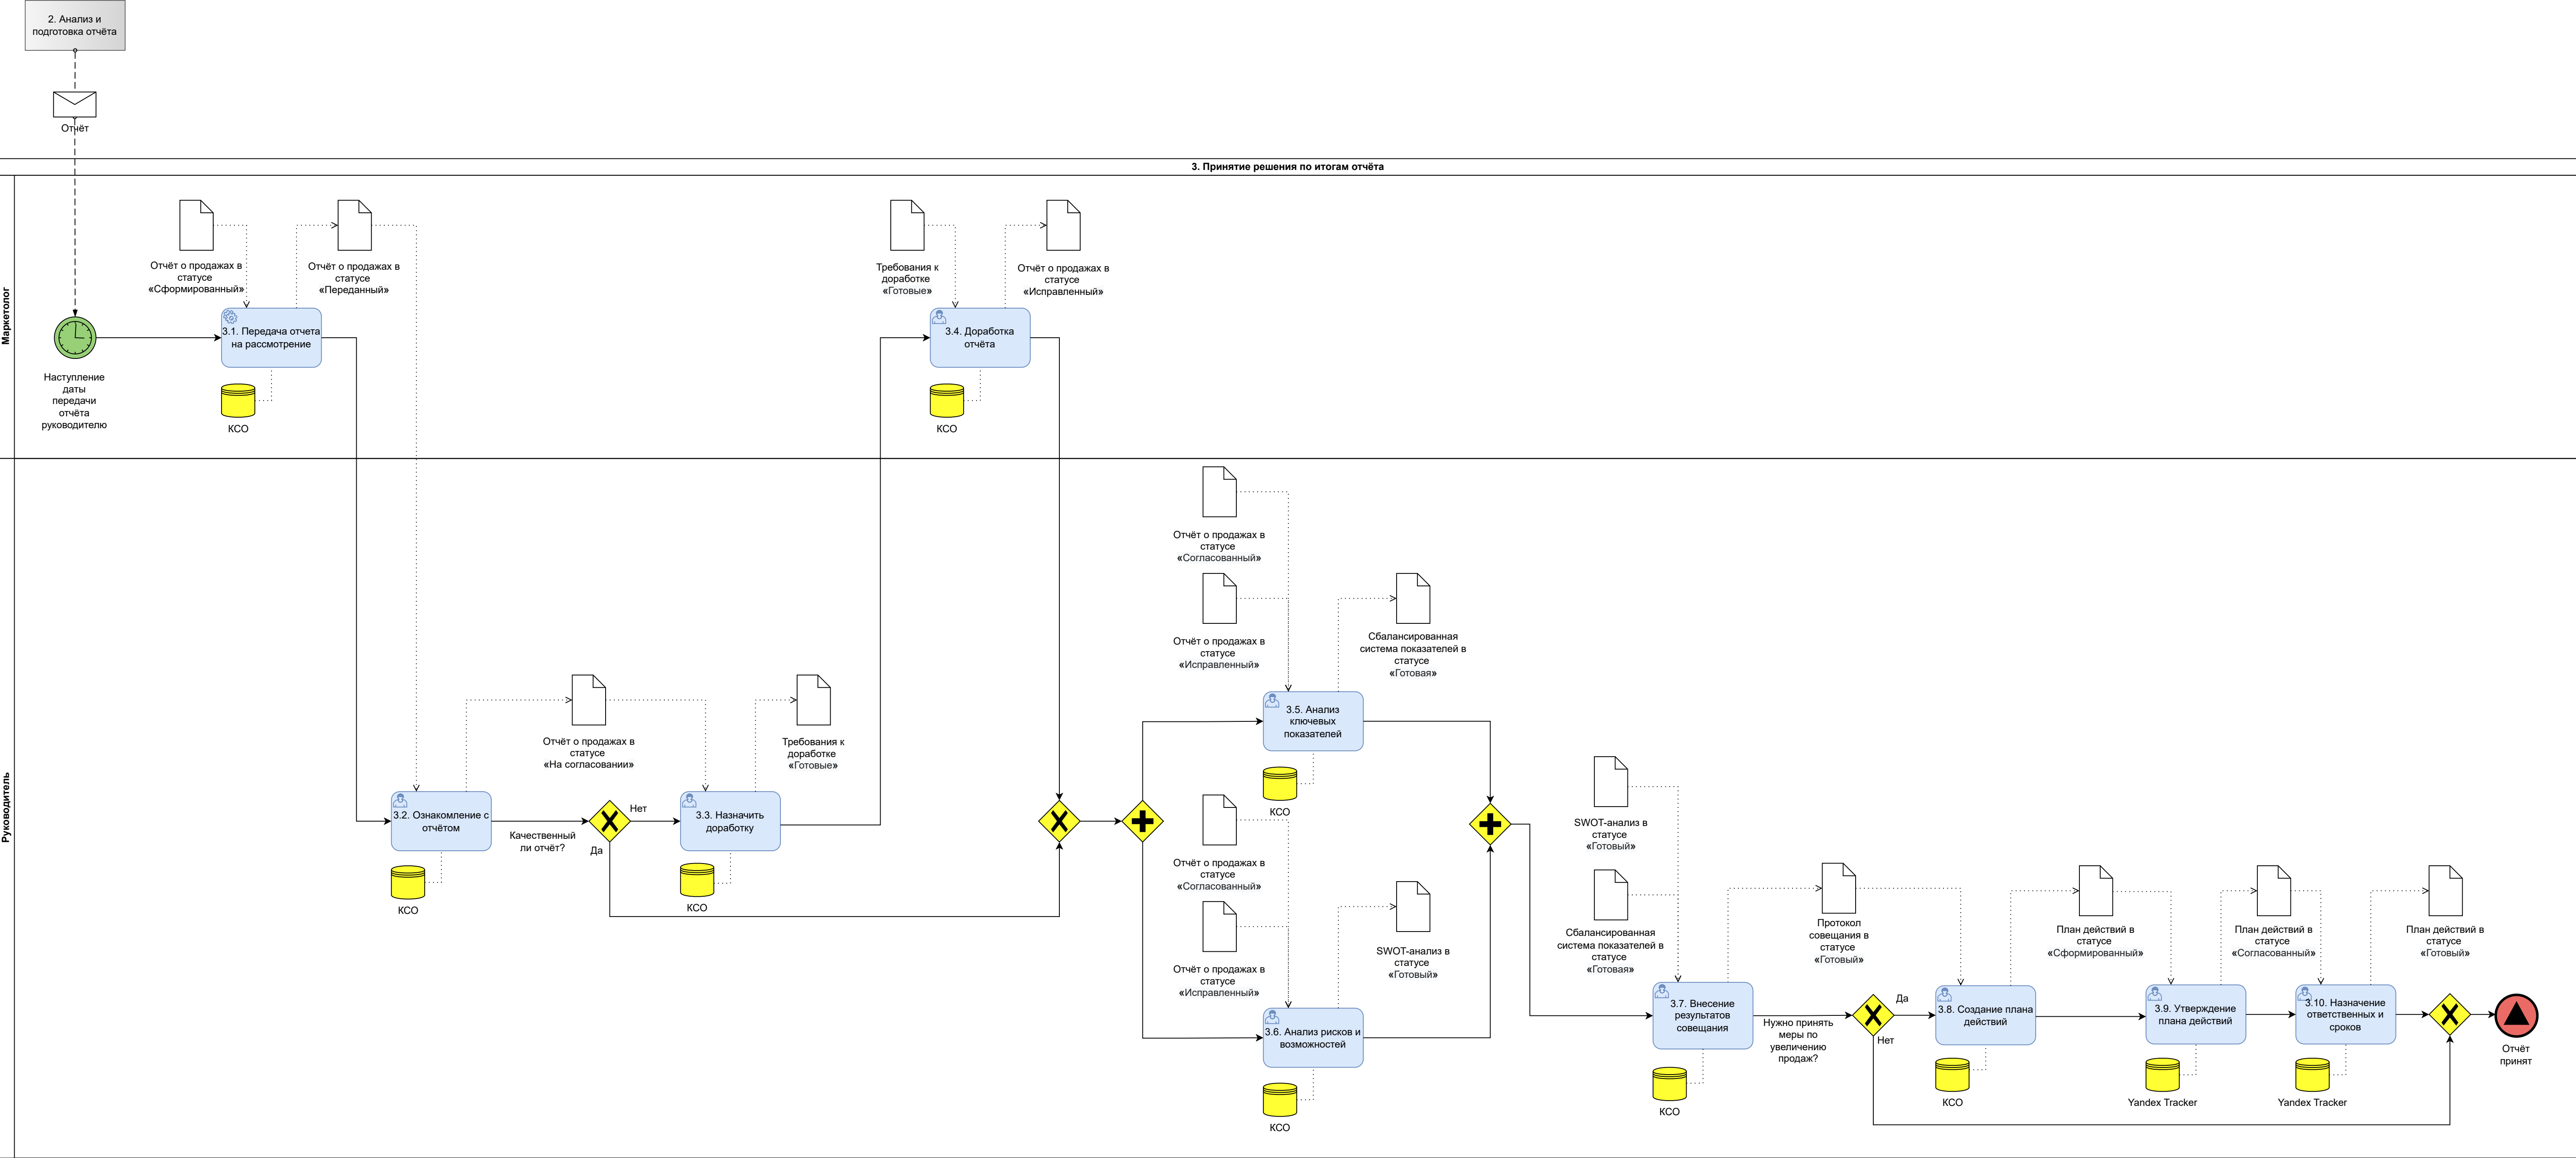 2. Анализ и
подготовка отчёта
Отчёт
3. Принятие решения по итогам отчёта
Маркетолог
Отчёт о продажах в
статусе
«Сформированный»
Отчёт о продажах в
статусе
«Переданный»
Требования к
доработке
«Готовые»
Отчёт о продажах в
статусе
«Исправленный»
3.1. Передача отчета
на рассмотрение
3.4. Доработка
отчёта
Наступление
даты
передачи
отчёта
руководителю
КСО
КСО
Руководитель
Отчёт о продажах в
статусе
«Согласованный»
Отчёт о продажах в
статусе
«Исправленный»
Сбалансированная
система показателей в
статусе
«Готовая»
3.5. Анализ
ключевых
показателей
КСО
Отчёт о продажах в
статусе
«На согласовании»
Требования к
доработке
«Готовые»
3.2. Ознакомление с
отчётом
Качественный
ли отчёт?
Нет
Да
3.3. Назначить
доработку
КСО
КСО
Отчёт о продажах в
статусе
«Согласованный»
Отчёт о продажах в
статусе
«Исправленный»
SWOT-анализ в
статусе
«Готовый»
3.6. Анализ рисков и
возможностей
КСО
SWOT-анализ в
статусе
«Готовый»
Сбалансированная
система показателей в
статусе
«Готовая»
3.7. Внесение
результатов
совещания
КСО
Нужно принять
меры по
увеличению
продаж?
Протокол
совещания в
статусе
«Готовый»
Да
Нет
3.8. Создание плана
действий
КСО
План действий в
статусе
«Сформированный»
3.9. Утверждение
плана действий
Yandex Tracker
План действий в
статусе
«Согласованный»
3.10. Назначение
ответственных и
сроков
Yandex Tracker
План действий в
статусе
«Готовый»
Отчёт
принят